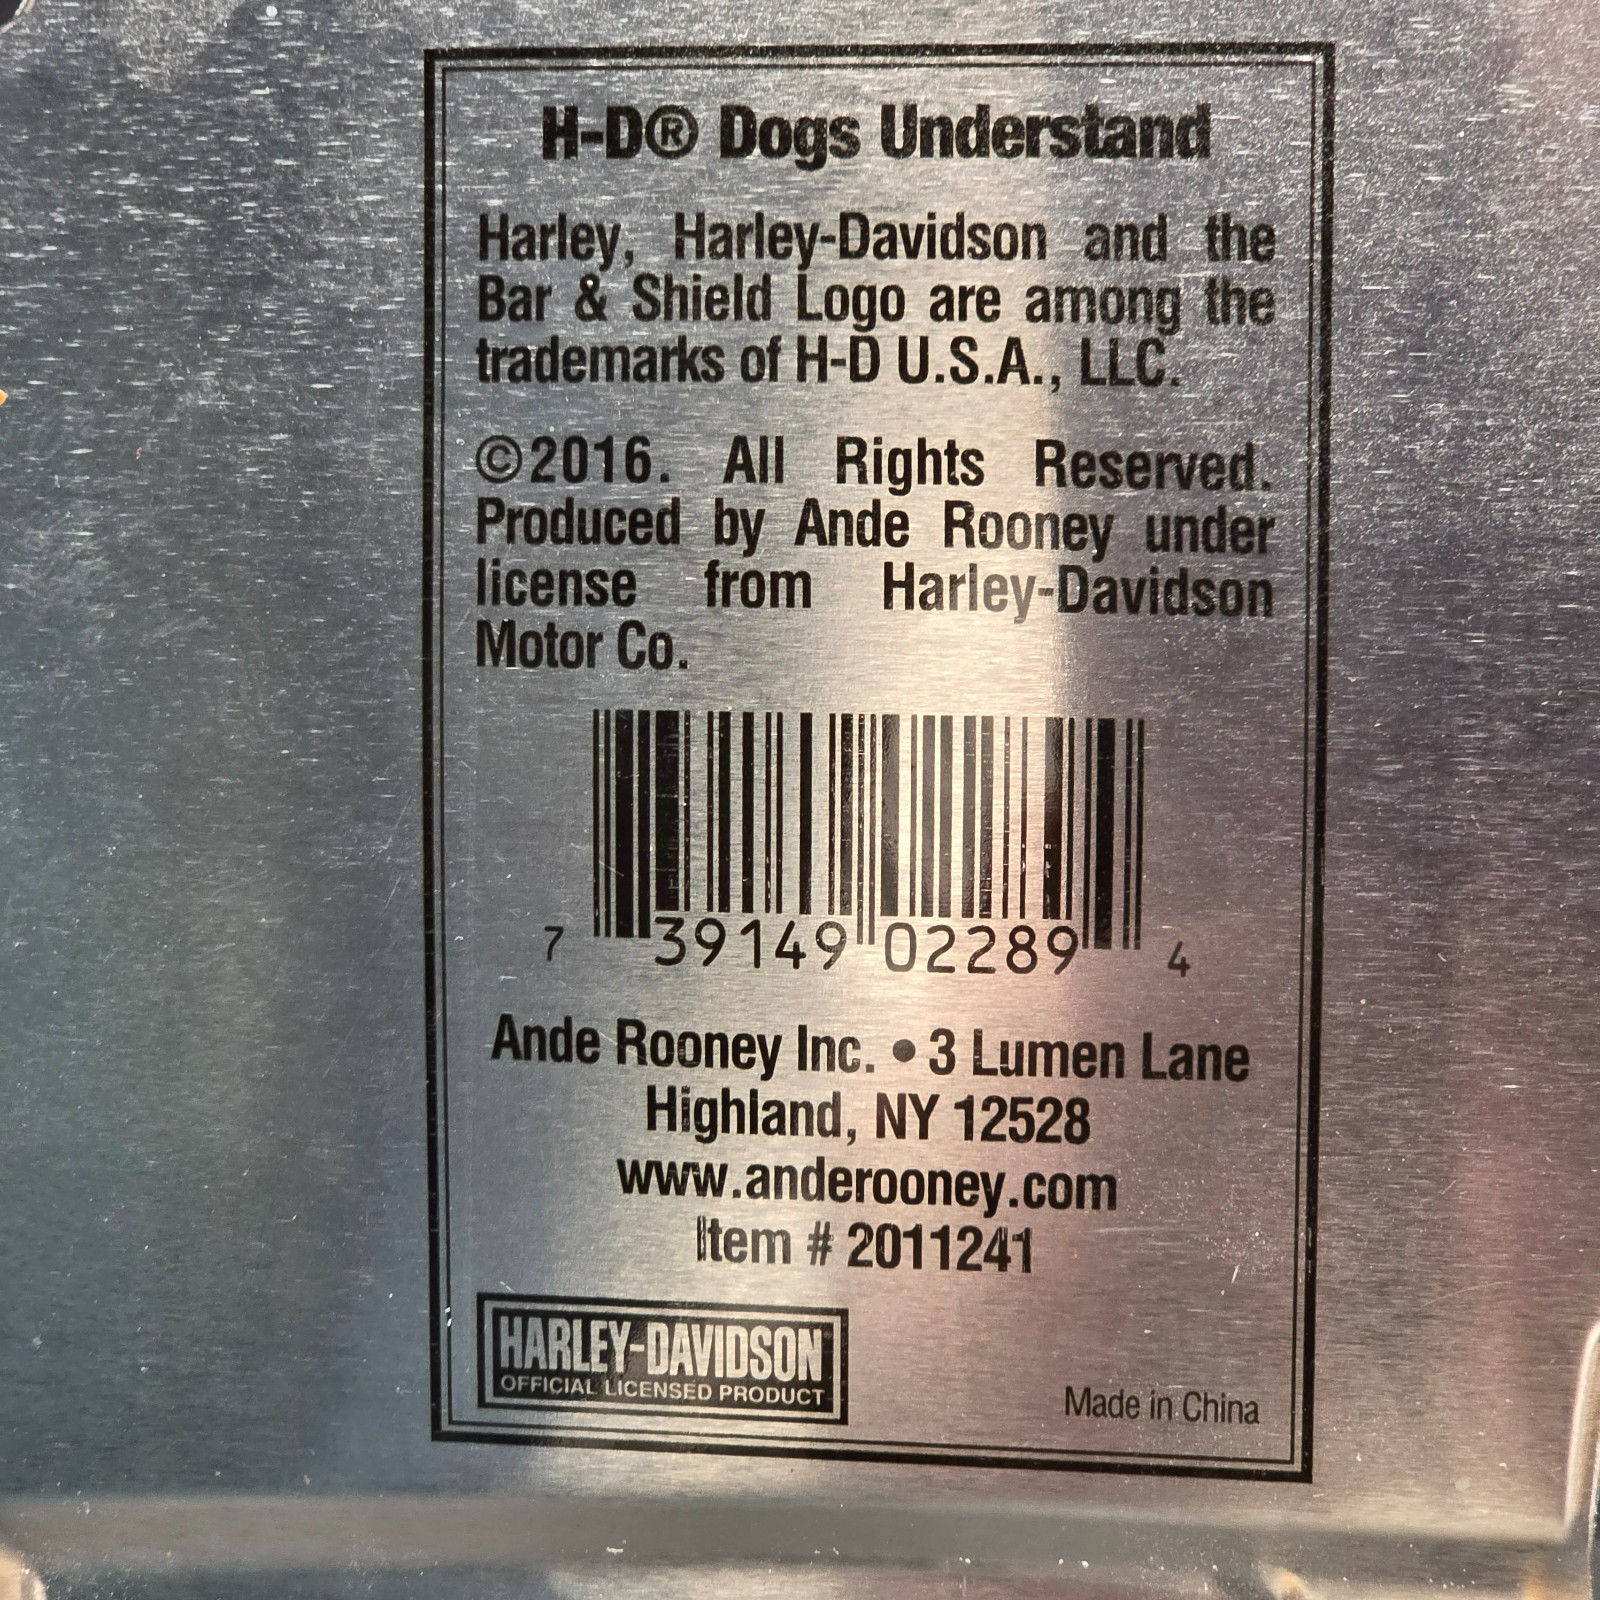 H-D® Dogs Understand
Harley, Harley-Davidson and the
Bar & Shield Logo are among the
trademarks of H-D U.S.A., LLC.
©2016. All Rights Reserved.
Produced by Ande Rooney under
license from Harley-Davidson
Motor Co.
7 39149 02289 4
Ande Rooney Inc. • 3 Lumen Lane
Highland, NY 12528
www.anderooney.com
Item # 2011241
HARLEY-DAVIDSON
OFFICIAL LICENSED PRODUCT
Made in China